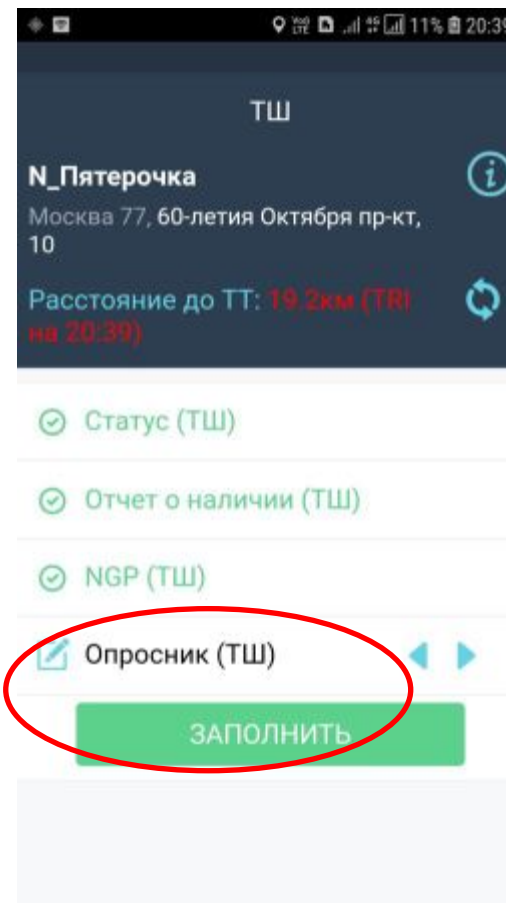 11% 20:39
ТШ
N_Пятерочка
Москва 77, 60-летия Октября пр-кт,
10
Расстояние до ТТ: 19.2км (TRI
на 20:39)
Статус (ТШ)
Отчет о наличии (ТШ)
NGP (ТШ)
Опросник (ТШ)
ЗАПОЛНИТЬ